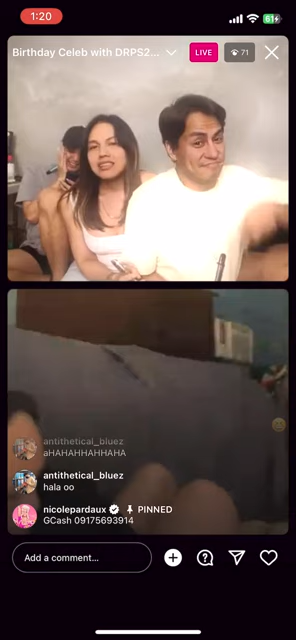 1:20
61
Birthday Celeb with DRPS2...
LIVE
71
antithetical_bluez
aHAHAHHAHHAHA
antithetical_bluez
hala oo
nicolepardaux PINNED
GCash 09175693914
Add a comment...